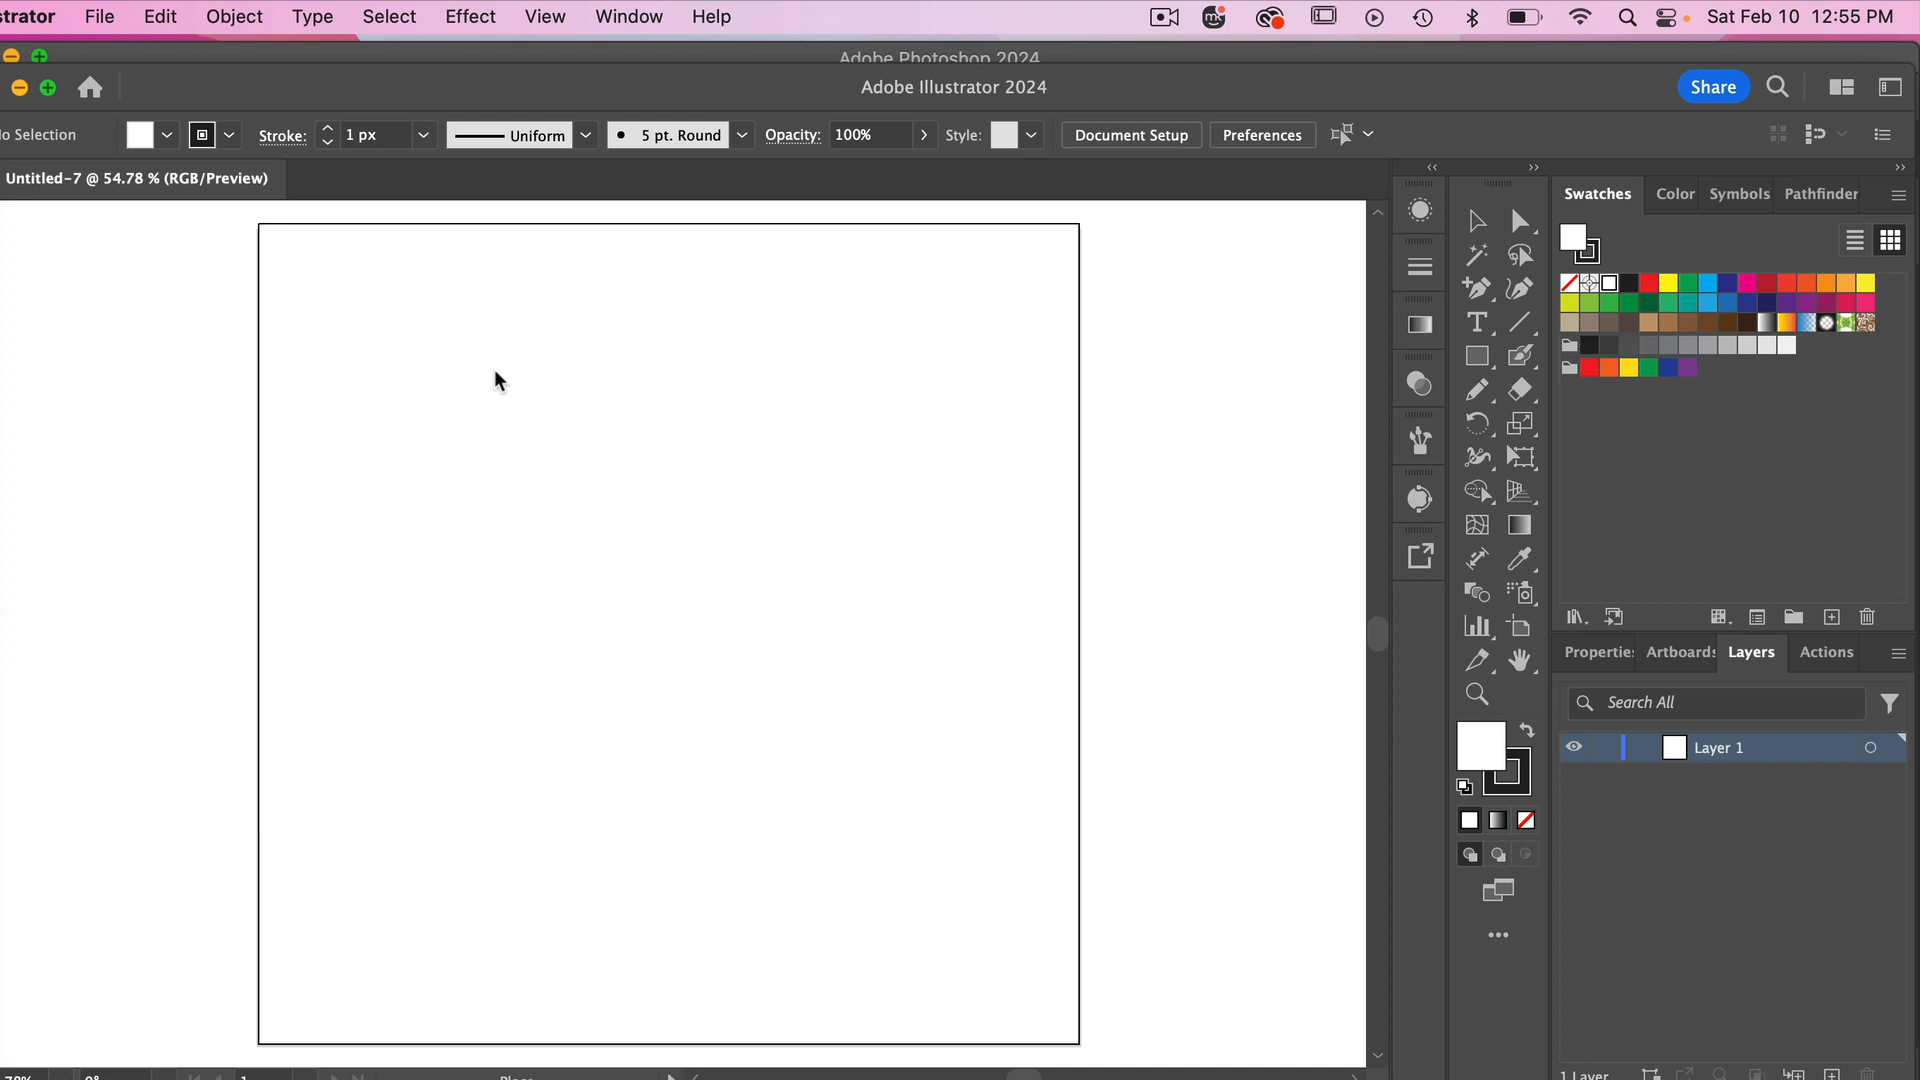 strator File Edit Object Type Select Effect View Window Help Sat Feb 10 12:55 PM
Adobe Photoshop 2024
Adobe Illustrator 2024 Share
o Selection Stroke: 1 px Uniform 5 pt. Round Opacity: 100% Style: Document Setup Preferences
Untitled-7 @ 54.78 % (RGB/Preview)
Swatches Color Symbols Pathfinder
Properties Artboards Layers Actions
Search All
Layer 1
1 Layer